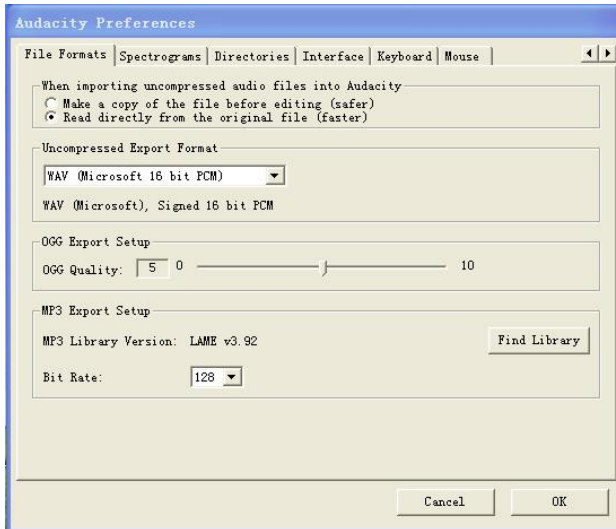 Audacity Preferences
File Formats Spectrograms Directories Interface Keyboard Mouse
When importing uncompressed audio files into Audacity
Make a copy of the file before editing (safer)
Read directly from the original file (faster)
Uncompressed Export Format
WAV (Microsoft 16 bit PCM)
WAV (Microsoft), Signed 16 bit PCM
OGG Export Setup
OGG Quality: 5 0 10
MP3 Export Setup
MP3 Library Version: LAME v3.92 Find Library
Bit Rate: 128
Cancel OK